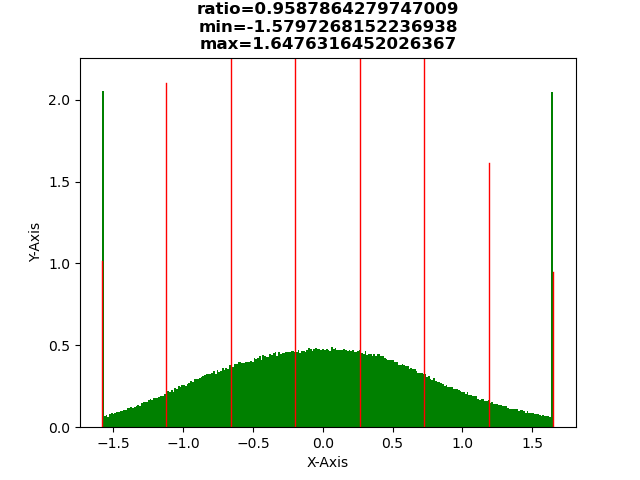 ratio=0.9587864279747009
min=-1.5797268152236938
max=1.6476316452026367
2.0
1.5
1.0
0.5
0.0
Y-Axis
−1.5 −1.0 −0.5 0.0 0.5 1.0 1.5
X-Axis